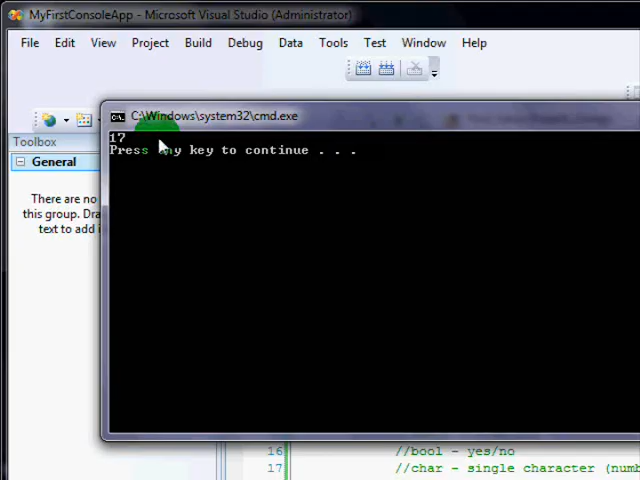 MyFirstConsoleApp - Microsoft Visual Studio (Administrator)
File Edit View Project Build Debug Data Tools Test Window Help
C:\Windows\system32\cmd.exe
Toolbox
General
There are no
this group. Dra
text to add i
17
Press any key to continue . . .
16 //bool - yes/no
17 //char - single character (numb